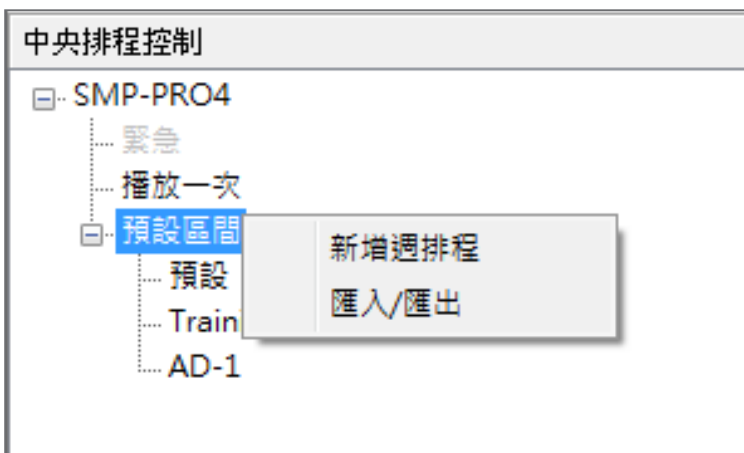 中央排程控制
SMP-PRO4
緊急
播放一次
預設區間
新增週排程
匯入/匯出
預設
Traini
AD-1